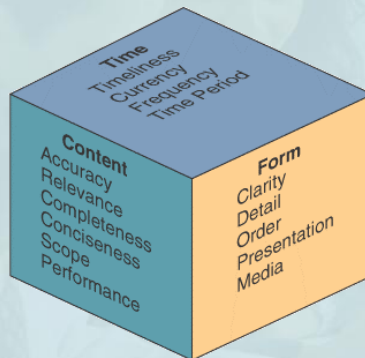 Time
Timeliness
Currency
Frequency
Time Period
Content
Accuracy
Relevance
Completeness
Conciseness
Scope
Performance
Form
Clarity
Detail
Order
Presentation
Media